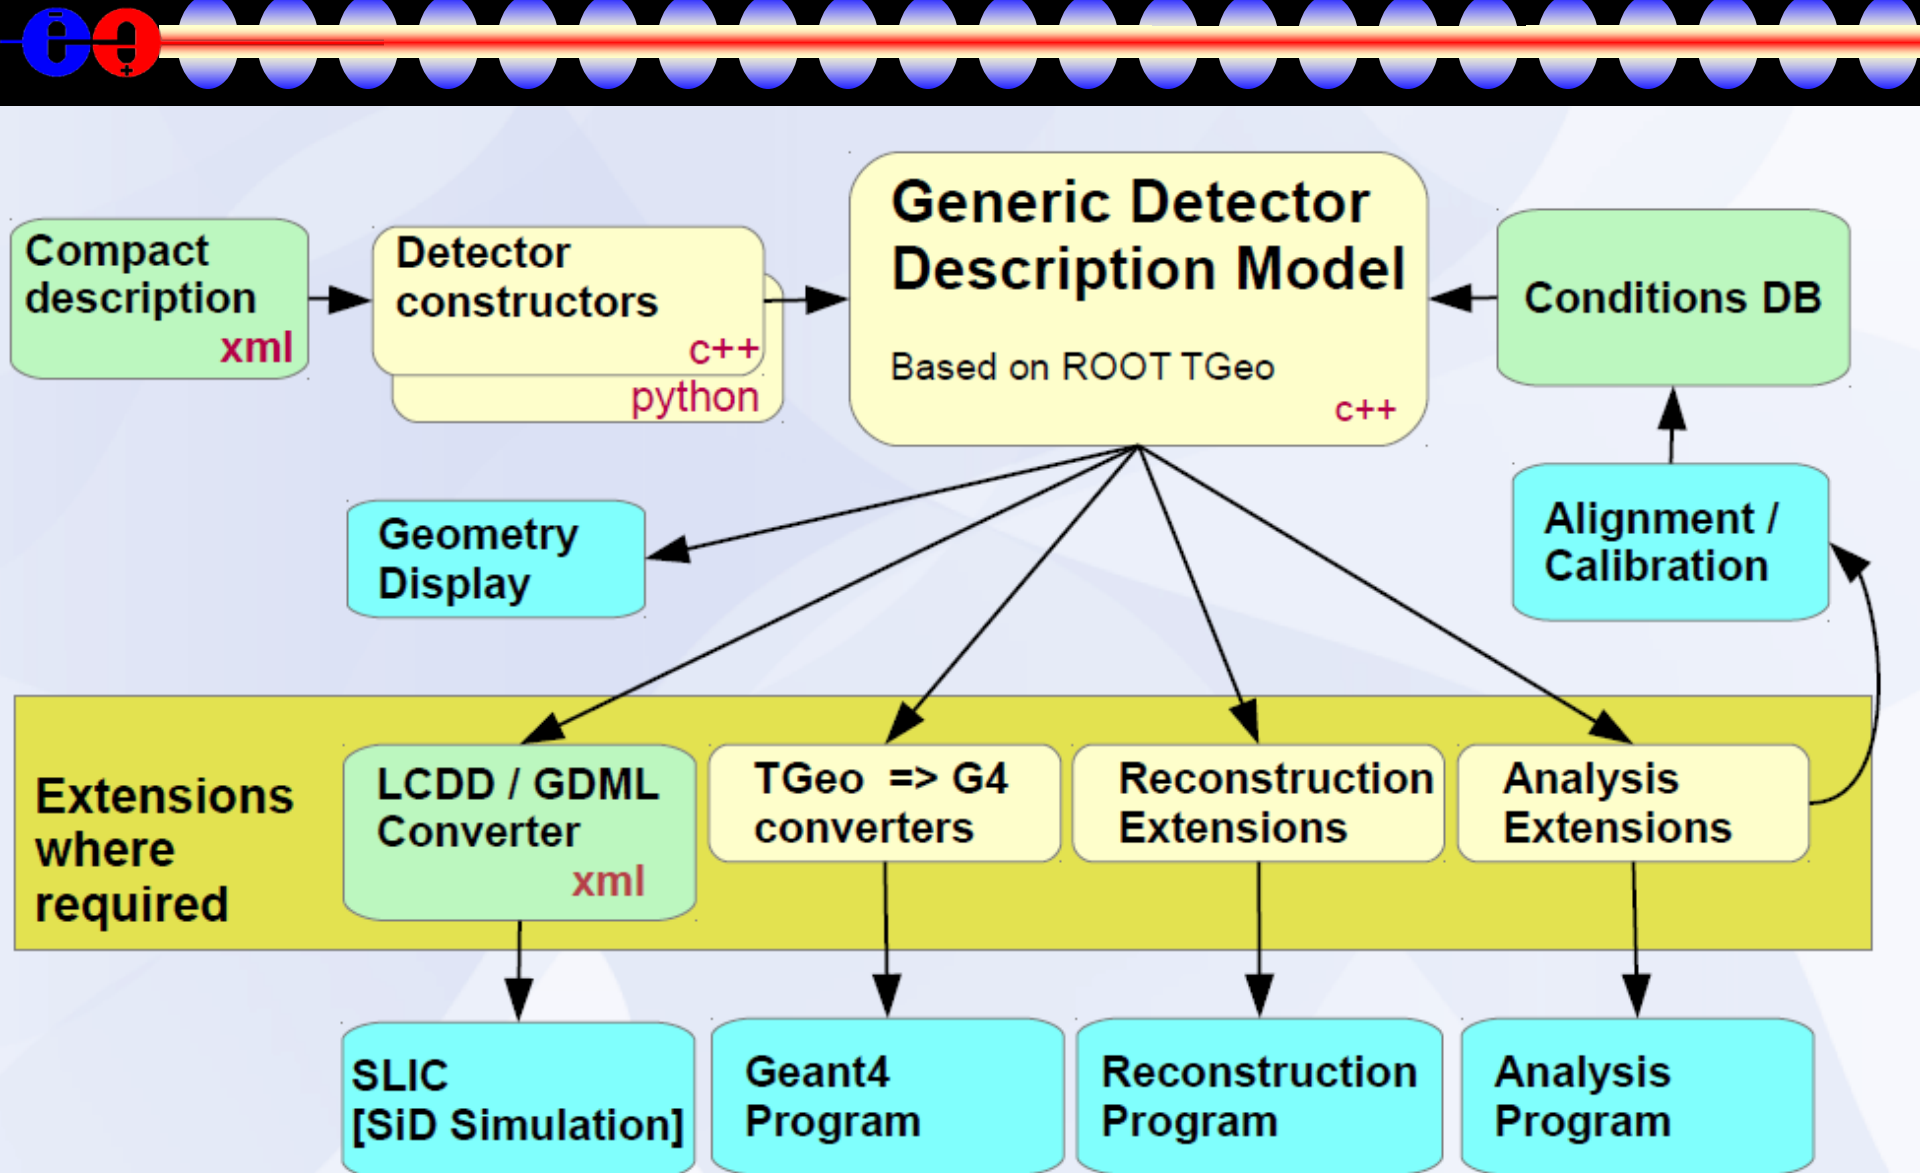 Compact
description
xml
Detector
constructors
c++
python
Generic Detector
Description Model
Based on ROOT TGeo
c++
Conditions DB
Geometry
Display
Alignment /
Calibration
Extensions
where
required
LCDD / GDML
Converter
xml
TGeo => G4
converters
Reconstruction
Extensions
Analysis
Extensions
SLIC
[SiD Simulation]
Geant4
Program
Reconstruction
Program
Analysis
Program